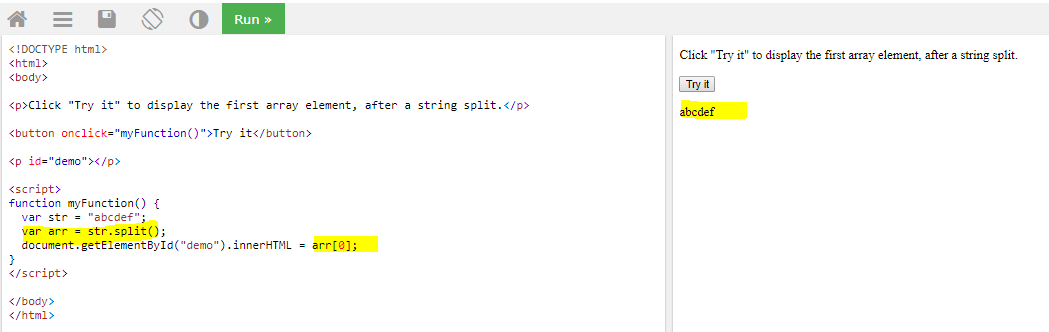 Run »
<!DOCTYPE html>
<html>
<body>
<p>Click "Try it" to display the first array element, after a string split.</p>
<button onclick="myFunction()">Try it</button>
<p id="demo"></p>
<script>
function myFunction() {
  var str = "abcdef";
  var arr = str.split();
  document.getElementById("demo").innerHTML = arr[0];
}
</script>
</body>
</html>
Click "Try it" to display the first array element, after a string split.
Try it
abcdef